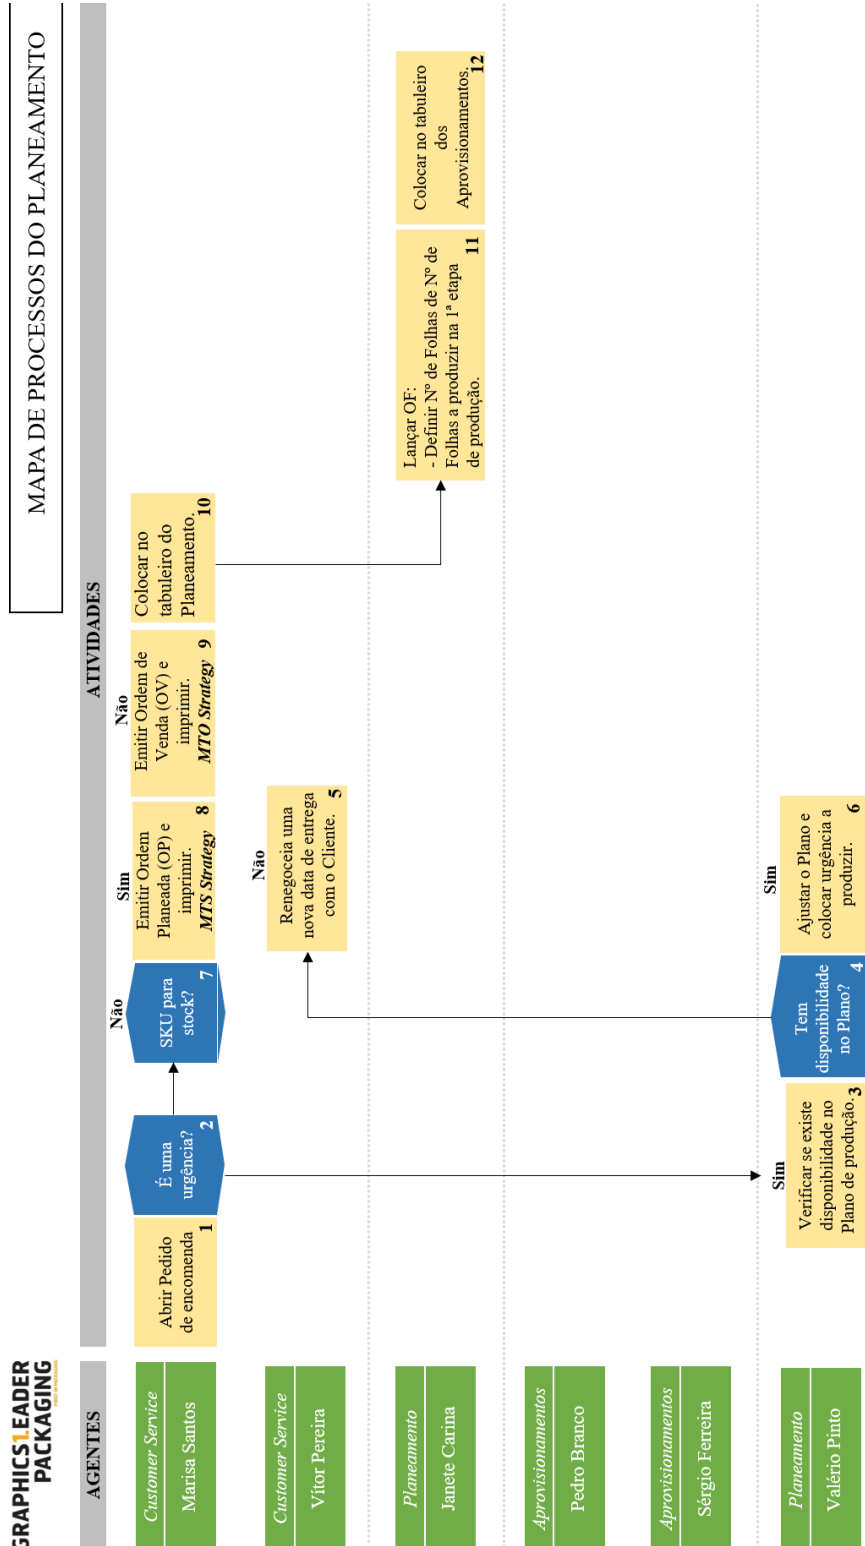 GRAPHICSLEADER
PACKAGING
MAPA DE PROCESSOS DO PLANEAMENTO
AGENTES
ATIVIDADES
Customer Service
Marisa Santos
Abrir Pedido
de encomenda
1
É uma
urgência?
2
Não
SKU para
stock?
7
Sim
Emitir Ordem
Planeada (OP) e
imprimir.
MTS Strategy 8
Não
Emitir Ordem de
Venda (OV) e
imprimir.
MTO Strategy 9
Colocar no
tabuleiro do
Planeamento.
10
Customer Service
Vítor Pereira
Não
Renegoceia uma
nova data de entrega
com o Cliente.
5
Planeamento
Janete Carina
Lançar OF:
- Definir Nº de Folhas de Nº de
Folhas a produzir na 1ª etapa
de produção.
11
Colocar no tabuleiro
dos
Aprovisionamentos.
12
Aprovisionamentos
Pedro Branco
Aprovisionamentos
Sérgio Ferreira
Planeamento
Valério Pinto
Sim
Verificar se existe
disponibilidade no
Plano de produção.
3
Tem
disponibilidade
no Plano?
4
Sim
Ajustar o Plano e
colocar urgência a
produzir.
6